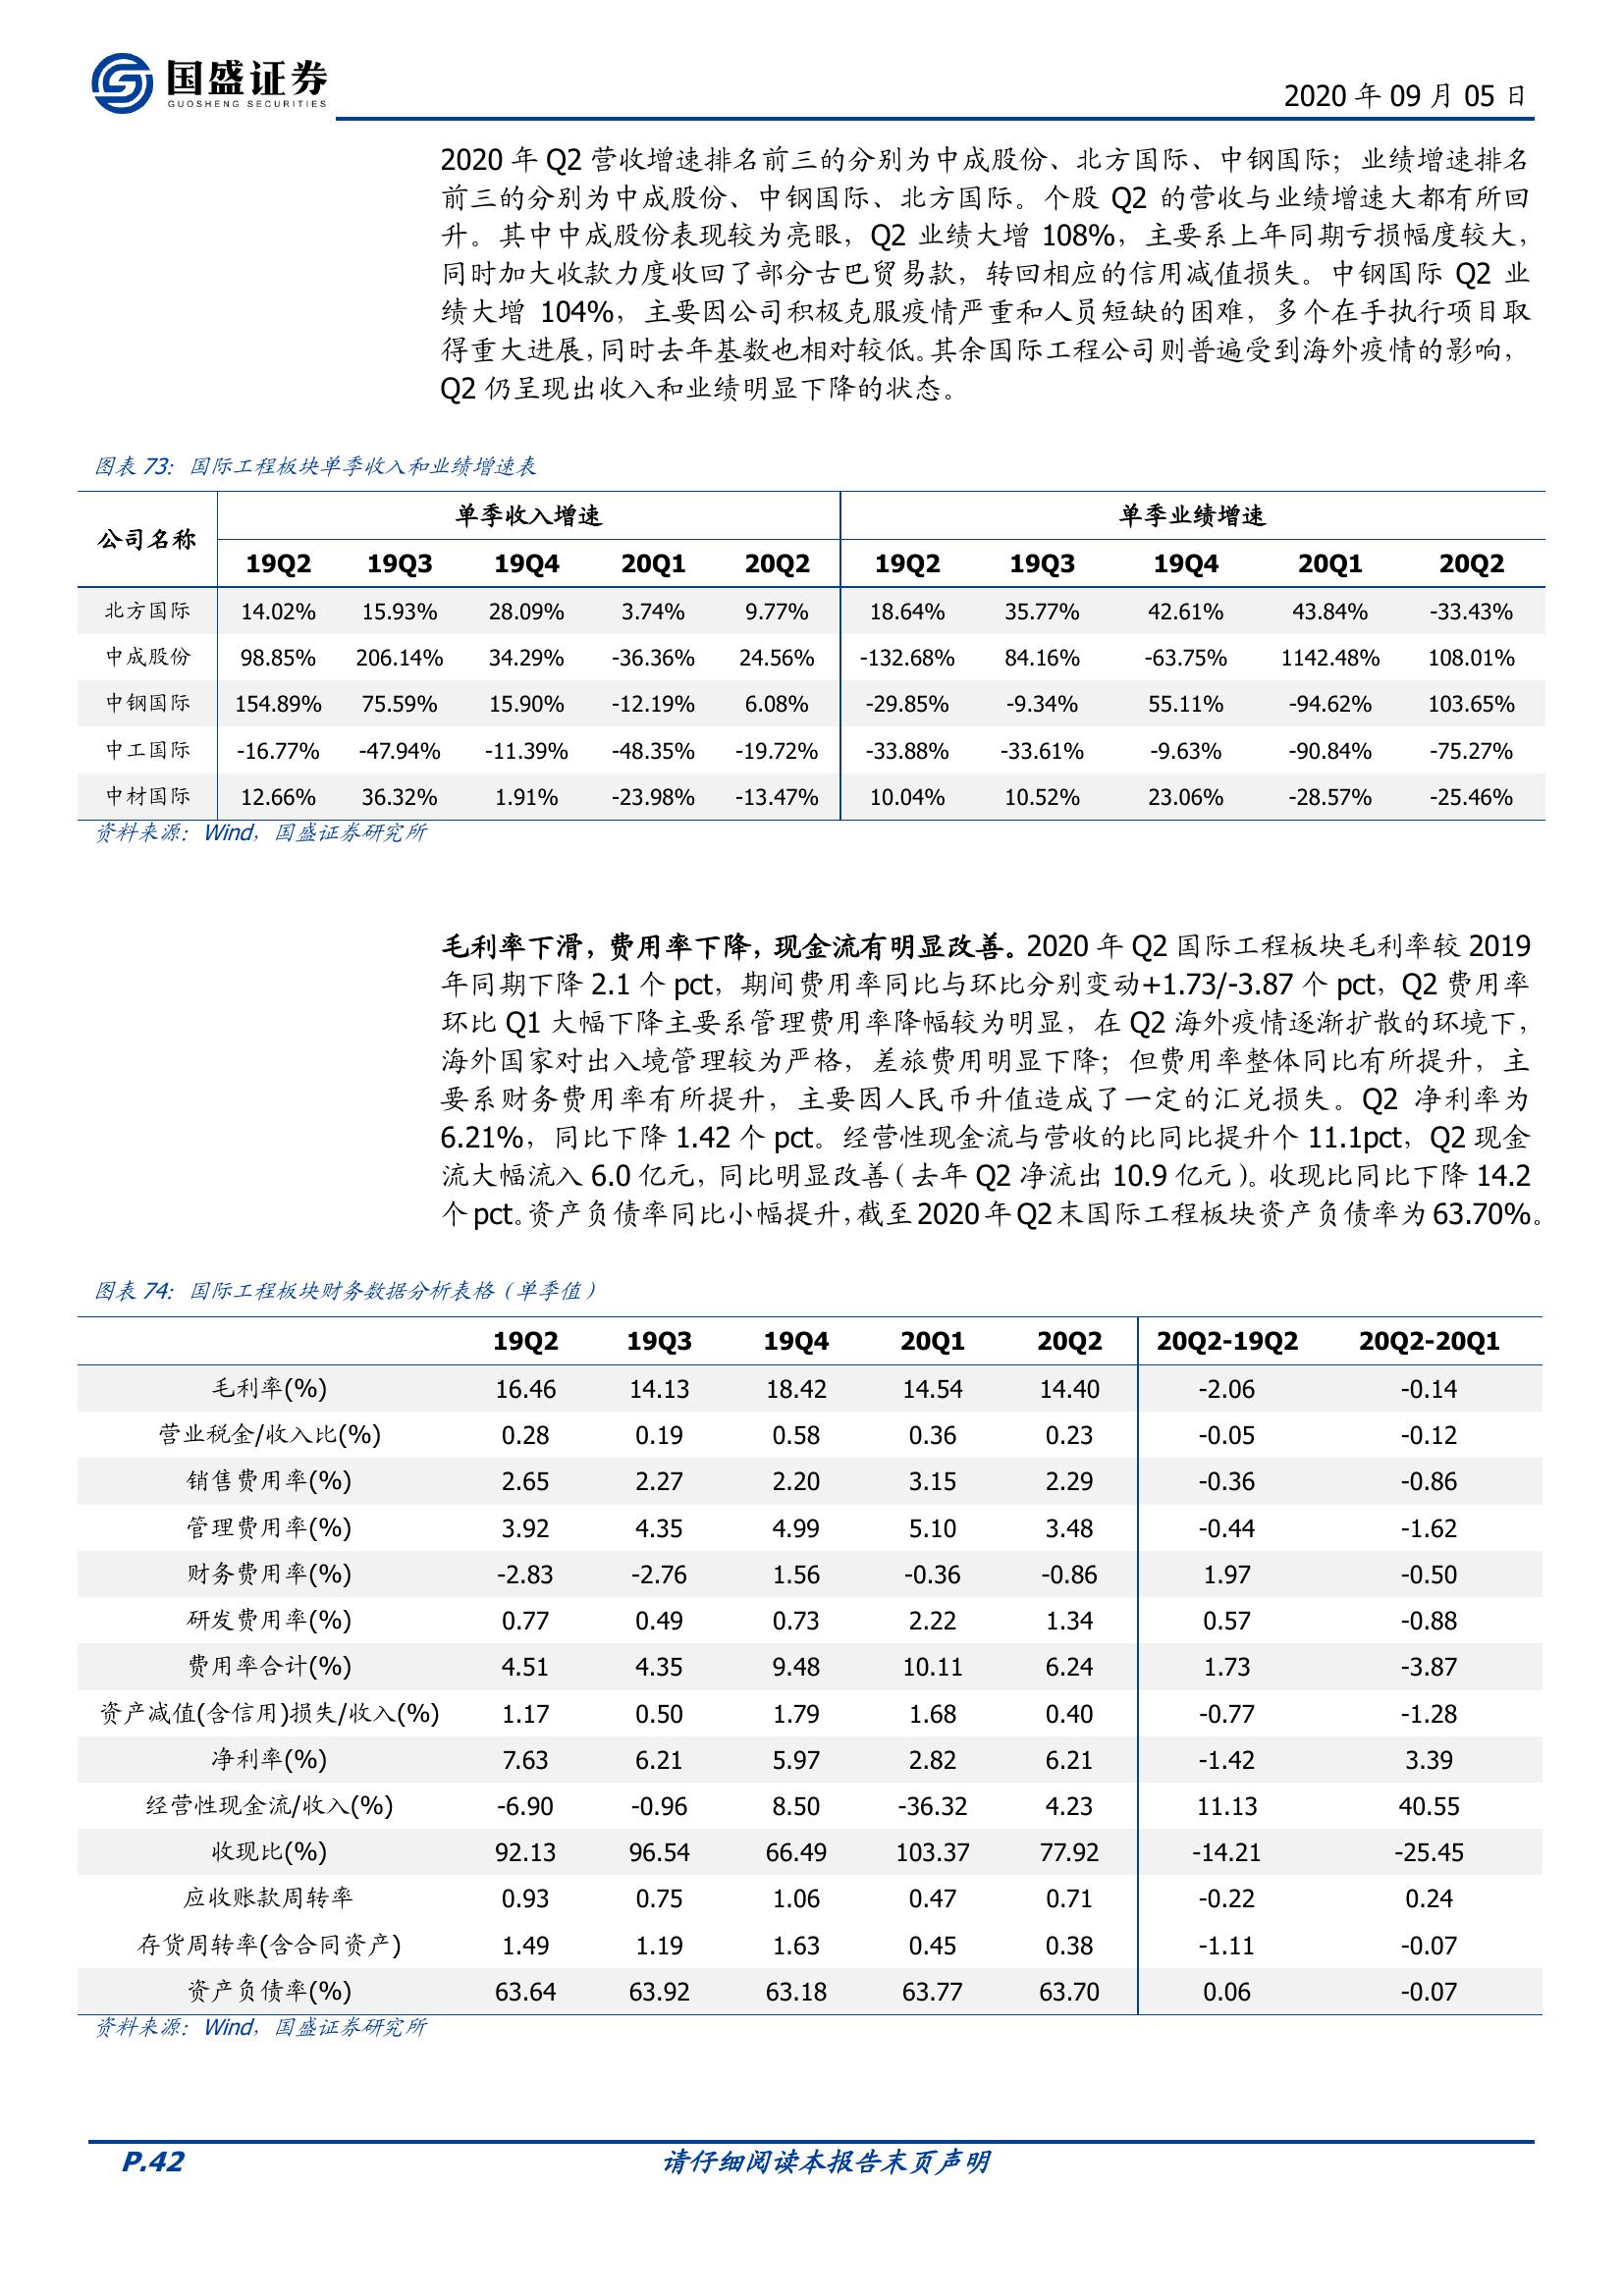 国盛证券
GUOSHENG SECURITIES
2020 年 09 月 05 日
2020 年 Q2 营收增速排名前三的分别为中成股份、北方国际、中钢国际；业绩增速排名
前三的分别为中成股份、中钢国际、北方国际。个股 Q2 的营收与业绩增速大都有所回
升。其中中成股份表现较为亮眼，Q2 业绩大增 108%，主要系上年同期亏损幅度较大，
同时加大收款力度收回了部分古巴贸易款，转回相应的信用减值损失。中钢国际 Q2 业
绩大增 104%，主要因公司积极克服疫情严重和人员短缺的困难，多个在手执行项目取
得重大进展，同时去年基数也相对较低。其余国际工程公司则普遍受到海外疫情的影响，
Q2 仍呈现出收入和业绩明显下降的状态。
图表 73：国际工程板块单季收入和业绩增速表
公司名称 单季收入增速 单季业绩增速
19Q2 19Q3 19Q4 20Q1 20Q2 19Q2 19Q3 19Q4 20Q1 20Q2
北方国际 14.02% 15.93% 28.09% 3.74% 9.77% 18.64% 35.77% 42.61% 43.84% -33.43%
中成股份 98.85% 206.14% 34.29% -36.36% 24.56% -132.68% 84.16% -63.75% 1142.48% 108.01%
中钢国际 154.89% 75.59% 15.90% -12.19% 6.08% -29.85% -9.34% 55.11% -94.62% 103.65%
中工国际 -16.77% -47.94% -11.39% -48.35% -19.72% -33.88% -33.61% -9.63% -90.84% -75.27%
中材国际 12.66% 36.32% 1.91% -23.98% -13.47% 10.04% 10.52% 23.06% -28.57% -25.46%
资料来源：Wind，国盛证券研究所
毛利率下滑，费用率下降，现金流有明显改善。2020 年 Q2 国际工程板块毛利率较 2019
年同期下降 2.1 个 pct，期间费用率同比与环比分别变动+1.73/-3.87 个 pct，Q2 费用率
环比 Q1 大幅下降主要系管理费用率降幅较为明显，在 Q2 海外疫情逐渐扩散的环境下，
海外国家对出入境管理较为严格，差旅费用明显下降；但费用率整体同比有所提升，主
要系财务费用率有所提升，主要因人民币升值造成了一定的汇兑损失。Q2 净利率为
6.21%，同比下降 1.42 个 pct。经营性现金流与营收的比同比提升个 11.1pct，Q2 现金
流大幅流入 6.0 亿元，同比明显改善（去年 Q2 净流出 10.9 亿元）。收现比同比下降 14.2
个 pct。资产负债率同比小幅提升，截至 2020 年 Q2 末国际工程板块资产负债率为 63.70%。
图表 74：国际工程板块财务数据分析表格（单季值）
19Q2 19Q3 19Q4 20Q1 20Q2 20Q2-19Q2 20Q2-20Q1
毛利率(%) 16.46 14.13 18.42 14.54 14.40 -2.06 -0.14
营业税金/收入比(%) 0.28 0.19 0.58 0.36 0.23 -0.05 -0.12
销售费用率(%) 2.65 2.27 2.20 3.15 2.29 -0.36 -0.86
管理费用率(%) 3.92 4.35 4.99 5.10 3.48 -0.44 -1.62
财务费用率(%) -2.83 -2.76 1.56 -0.36 -0.86 1.97 -0.50
研发费用率(%) 0.77 0.49 0.73 2.22 1.34 0.57 -0.88
费用率合计(%) 4.51 4.35 9.48 10.11 6.24 1.73 -3.87
资产减值(含信用)损失/收入(%) 1.17 0.50 1.79 1.68 0.40 -0.77 -1.28
净利率(%) 7.63 6.21 5.97 2.82 6.21 -1.42 3.39
经营性现金流/收入(%) -6.90 -0.96 8.50 -36.32 4.23 11.13 40.55
收现比(%) 92.13 96.54 66.49 103.37 77.92 -14.21 -25.45
应收账款周转率 0.93 0.75 1.06 0.47 0.71 -0.22 0.24
存货周转率(含合同资产) 1.49 1.19 1.63 0.45 0.38 -1.11 -0.07
资产负债率(%) 63.64 63.92 63.18 63.77 63.70 0.06 -0.07
资料来源：Wind，国盛证券研究所
P.42 请仔细阅读本报告末页声明